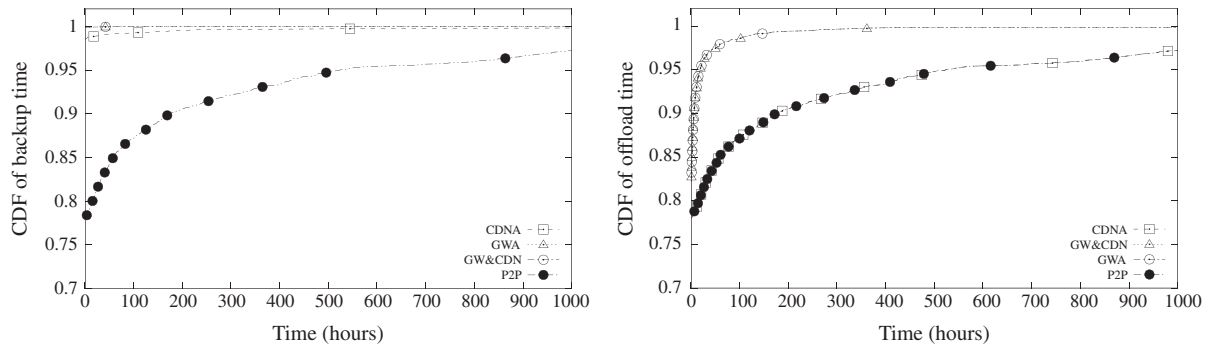 CDF of backup time
1
0.95
0.9
0.85
0.8
0.75
0.7
0 100 200 300 400 500 600 700 800 900 1000
Time (hours)
CDNA
GWA
GW&CDN
P2P
CDF of offload time
1
0.95
0.9
0.85
0.8
0.75
0.7
0 100 200 300 400 500 600 700 800 900 1000
Time (hours)
CDNA
GW&CDN
GWA
P2P